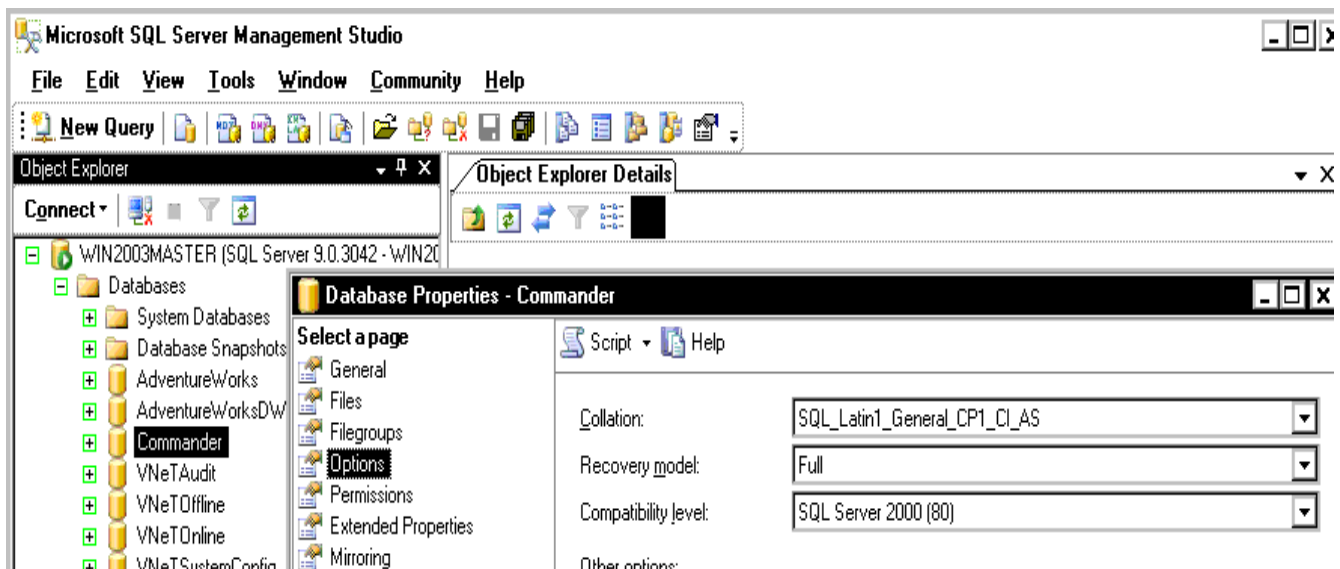 Microsoft SQL Server Management Studio
File Edit View Tools Window Community Help
New Query
Object Explorer
Object Explorer Details
Connect
WIN2003MASTER (SQL Server 9.0.3042 - WIN20
Databases
System Databases
Database Snapshots
AdventureWorks
AdventureWorksDW
Commander
VNeTAudit
VNeTOffline
VNeTOnline
VNeTSystemConfig
Database Properties - Commander
Select a page
General
Files
Filegroups
Options
Permissions
Extended Properties
Mirroring
Script Help
Collation: SQL_Latin1_General_CP1_CI_AS
Recovery model: Full
Compatibility level: SQL Server 2000 (80)
Other options: